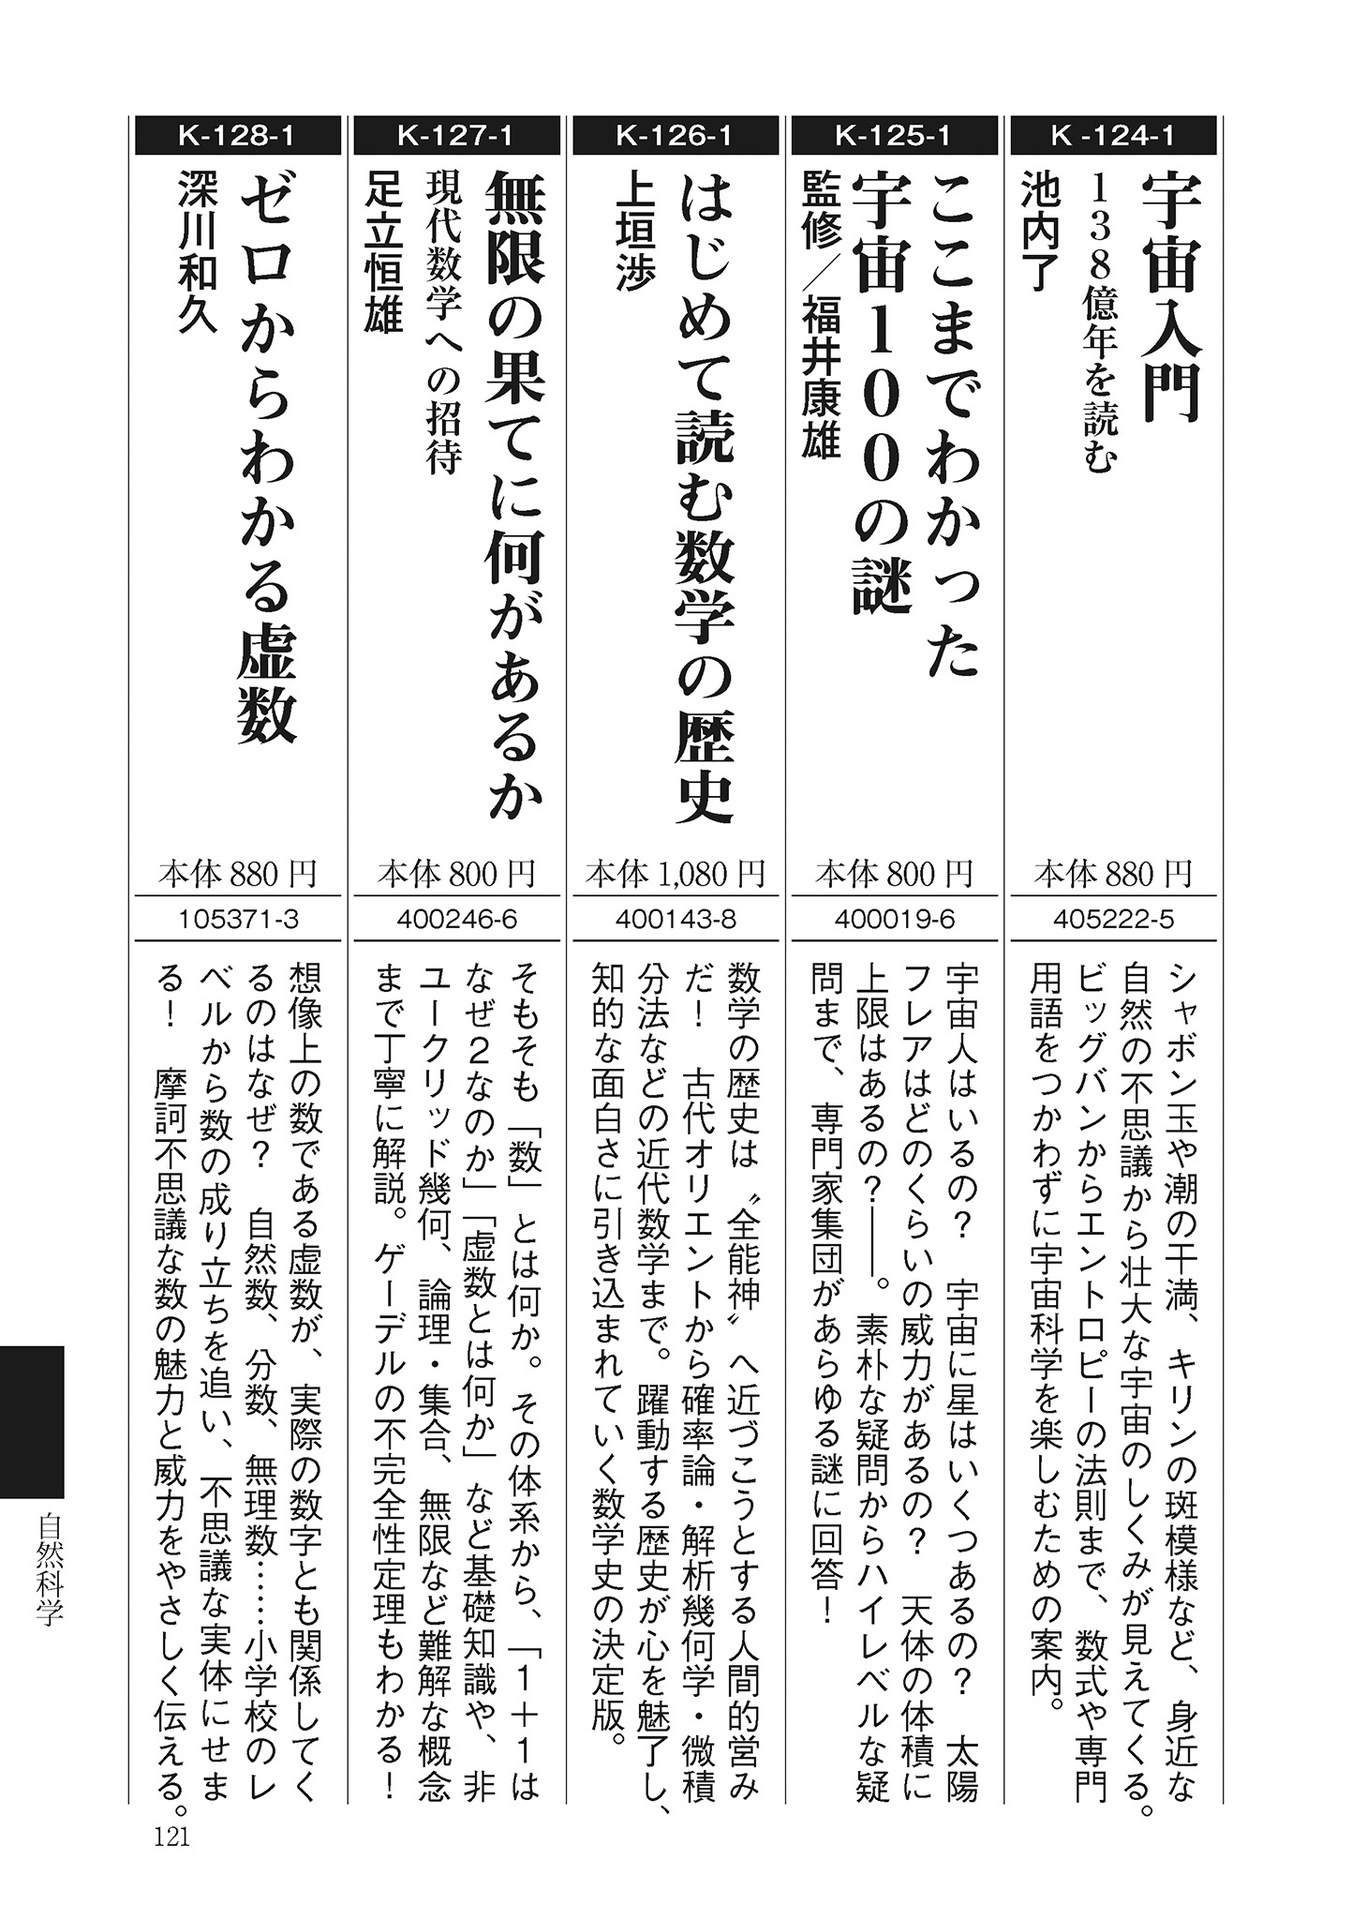 K-124-1
宇宙入門
138億年を読む
池内了
本体 880 円
405222-5
シャボン玉や潮の干満、キリンの斑模様など、身近な
自然の不思議から壮大な宇宙のしくみが見えてくる。
ビッグバンからエントロピーの法則まで、数式や専門
用語をつかわずに宇宙科学を楽しむための案内。
K-125-1
ここまでわかった
宇宙100の謎
監修／福井康雄
本体 800 円
400019-6
宇宙人はいるの？　宇宙に星はいくつあるの？　太陽
フレアはどのくらいの威力があるの？　天体の体積に
上限はあるの？――。素朴な疑問からハイレベルな疑
問まで、専門家集団があらゆる謎に回答！
K-126-1
はじめて読む数学の歴史
上垣渉
本体 1,080 円
400143-8
数学の歴史は〝全能神〟へ近づこうとする人間的営み
だ！　古代オリエントから確率論・解析幾何学・微積
分法などの近代数学まで。躍動する歴史が心を魅了し、
知的な面白さに引き込まれていく数学史の決定版。
K-127-1
無限の果てに何があるか
現代数学への招待
足立恒雄
本体 800 円
400246-6
そもそも「数」とは何か。その体系から、「1＋1は
なぜ2なのか」「虚数とは何か」など基礎知識や、非
ユークリッド幾何、論理・集合、無限など難解な概念
まで丁寧に解説。ゲーデルの不完全性定理もわかる！
K-128-1
ゼロからわかる虚数
深川和久
本体 880 円
105371-3
想像上の数である虚数が、実際の数字とも関係してく
るのはなぜ？　自然数、分数、無理数……小学校のレ
ベルから数の成り立ちを追い、不思議な実体にせま
る！　摩訶不思議な数の魅力と威力をやさしく伝える。
自然科学
121